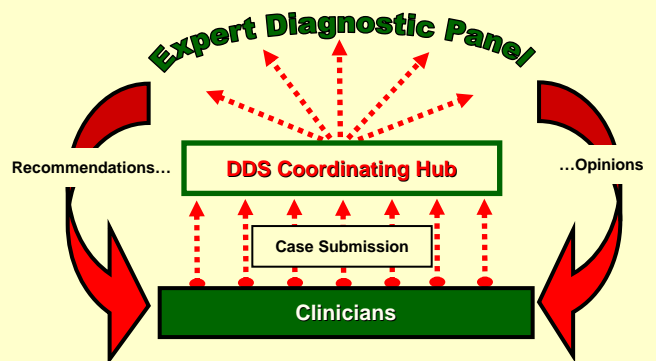 Expert Diagnostic Panel
Recommendations…
DDS Coordinating Hub
…Opinions
Case Submission
Clinicians